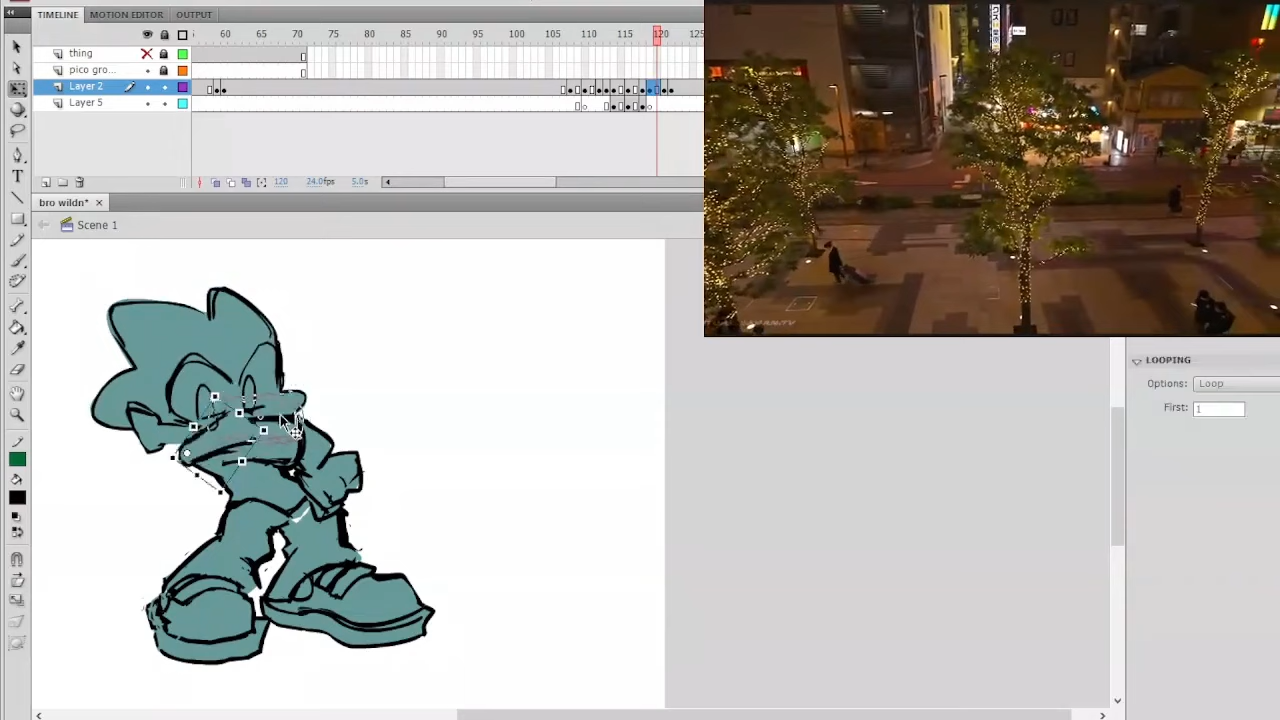 TIMELINE MOTION EDITOR OUTPUT
60 65 75 80 85 90 95 100 105 110 115 120 125
thing
pico gro...
Layer 2
Layer 5
120 24.0fps 5.0s
bro wildn* ×
Scene 1
LOOPING
Options: Loop
First: 1